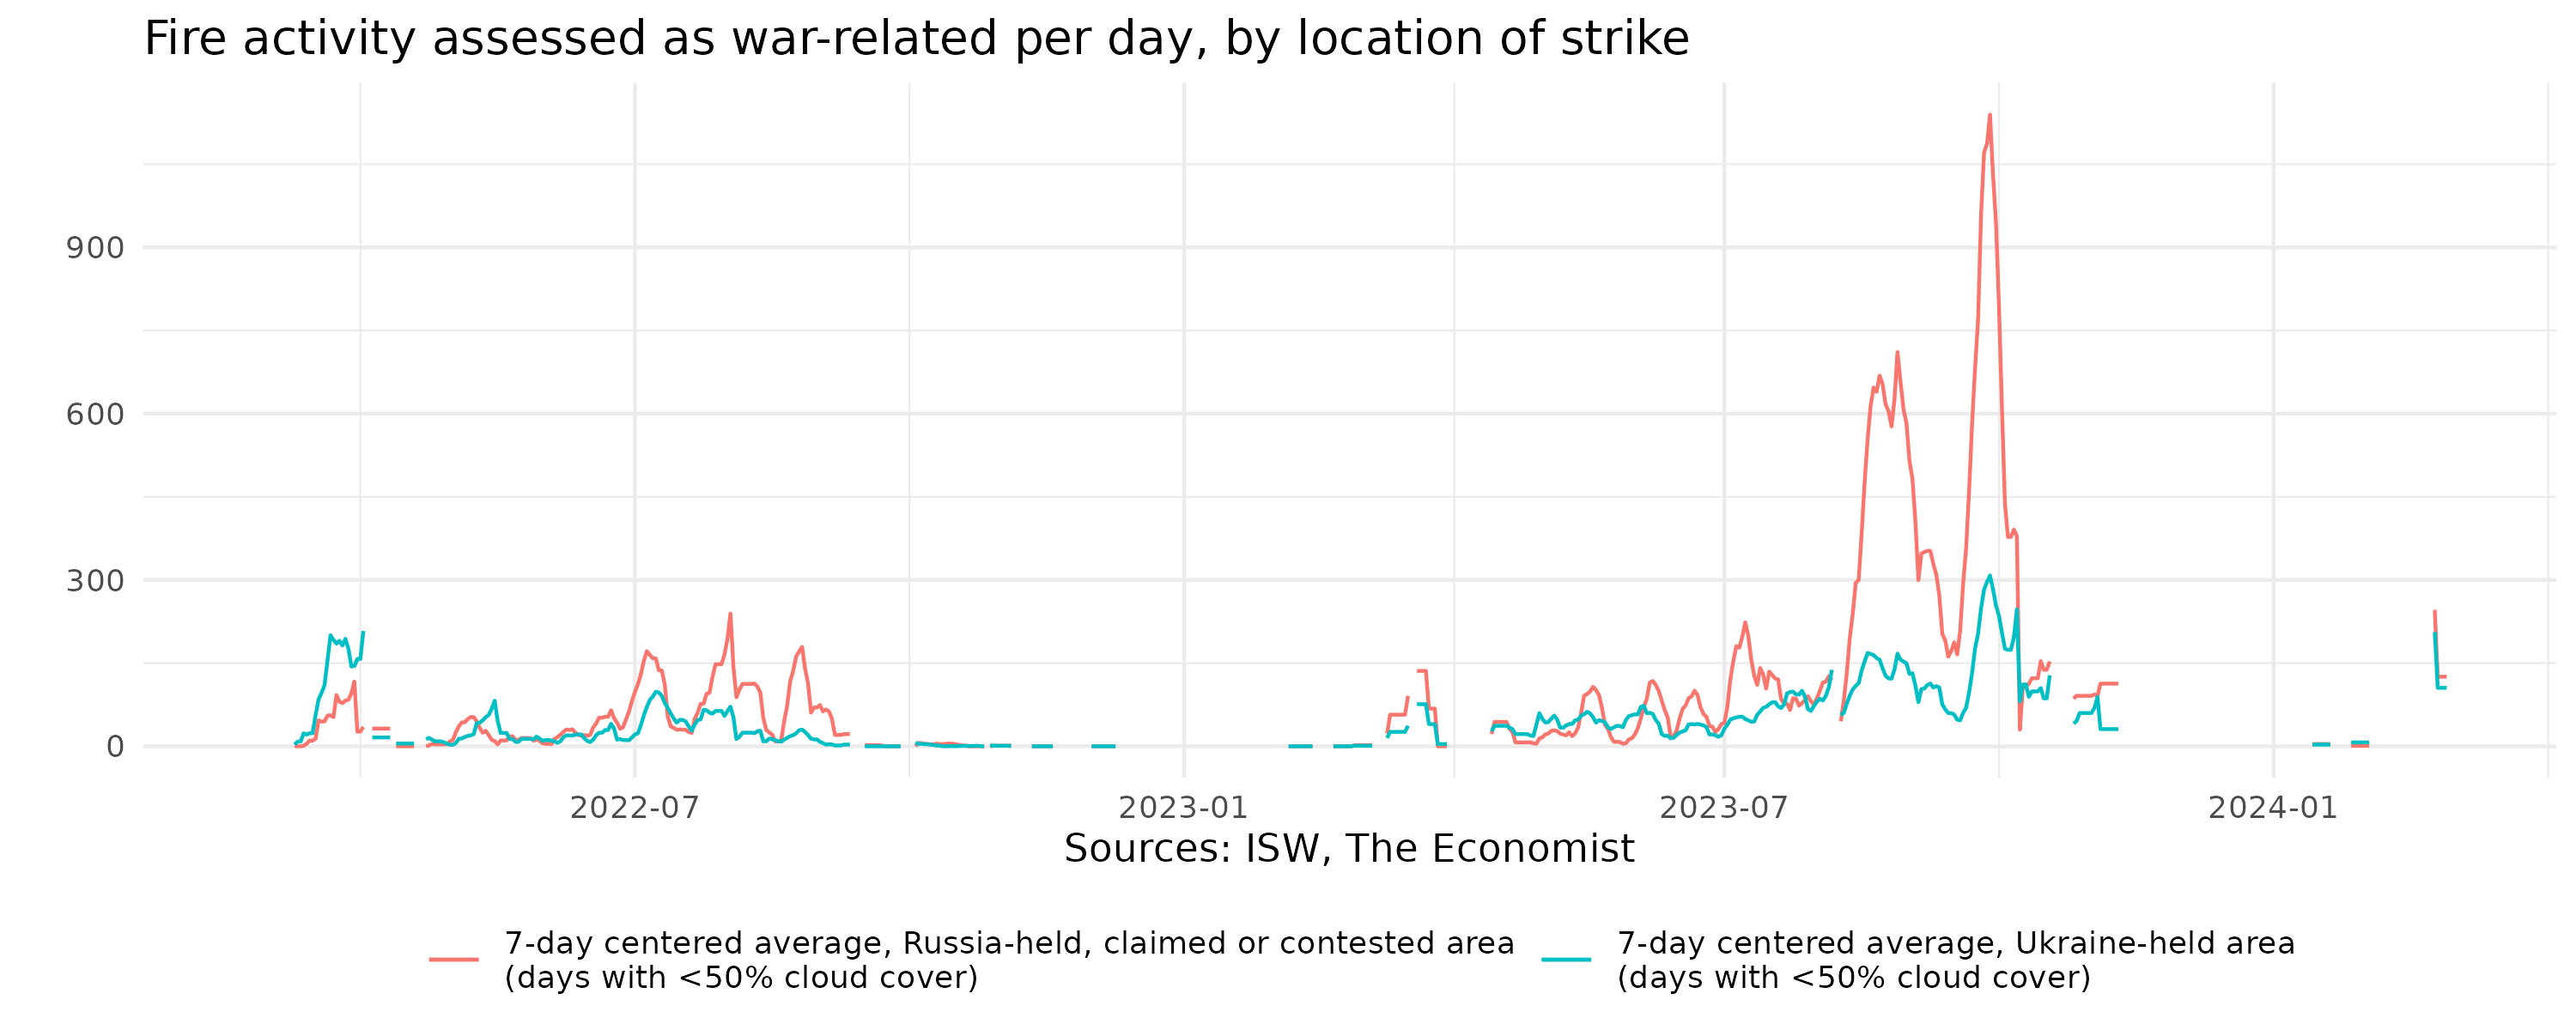 Fire activity assessed as war-related per day, by location of strike
900
600
300
0
2022-07
2023-01
2023-07
2024-01
Sources: ISW, The Economist
7-day centered average, Russia-held, claimed or contested area
(days with <50% cloud cover)
7-day centered average, Ukraine-held area
(days with <50% cloud cover)